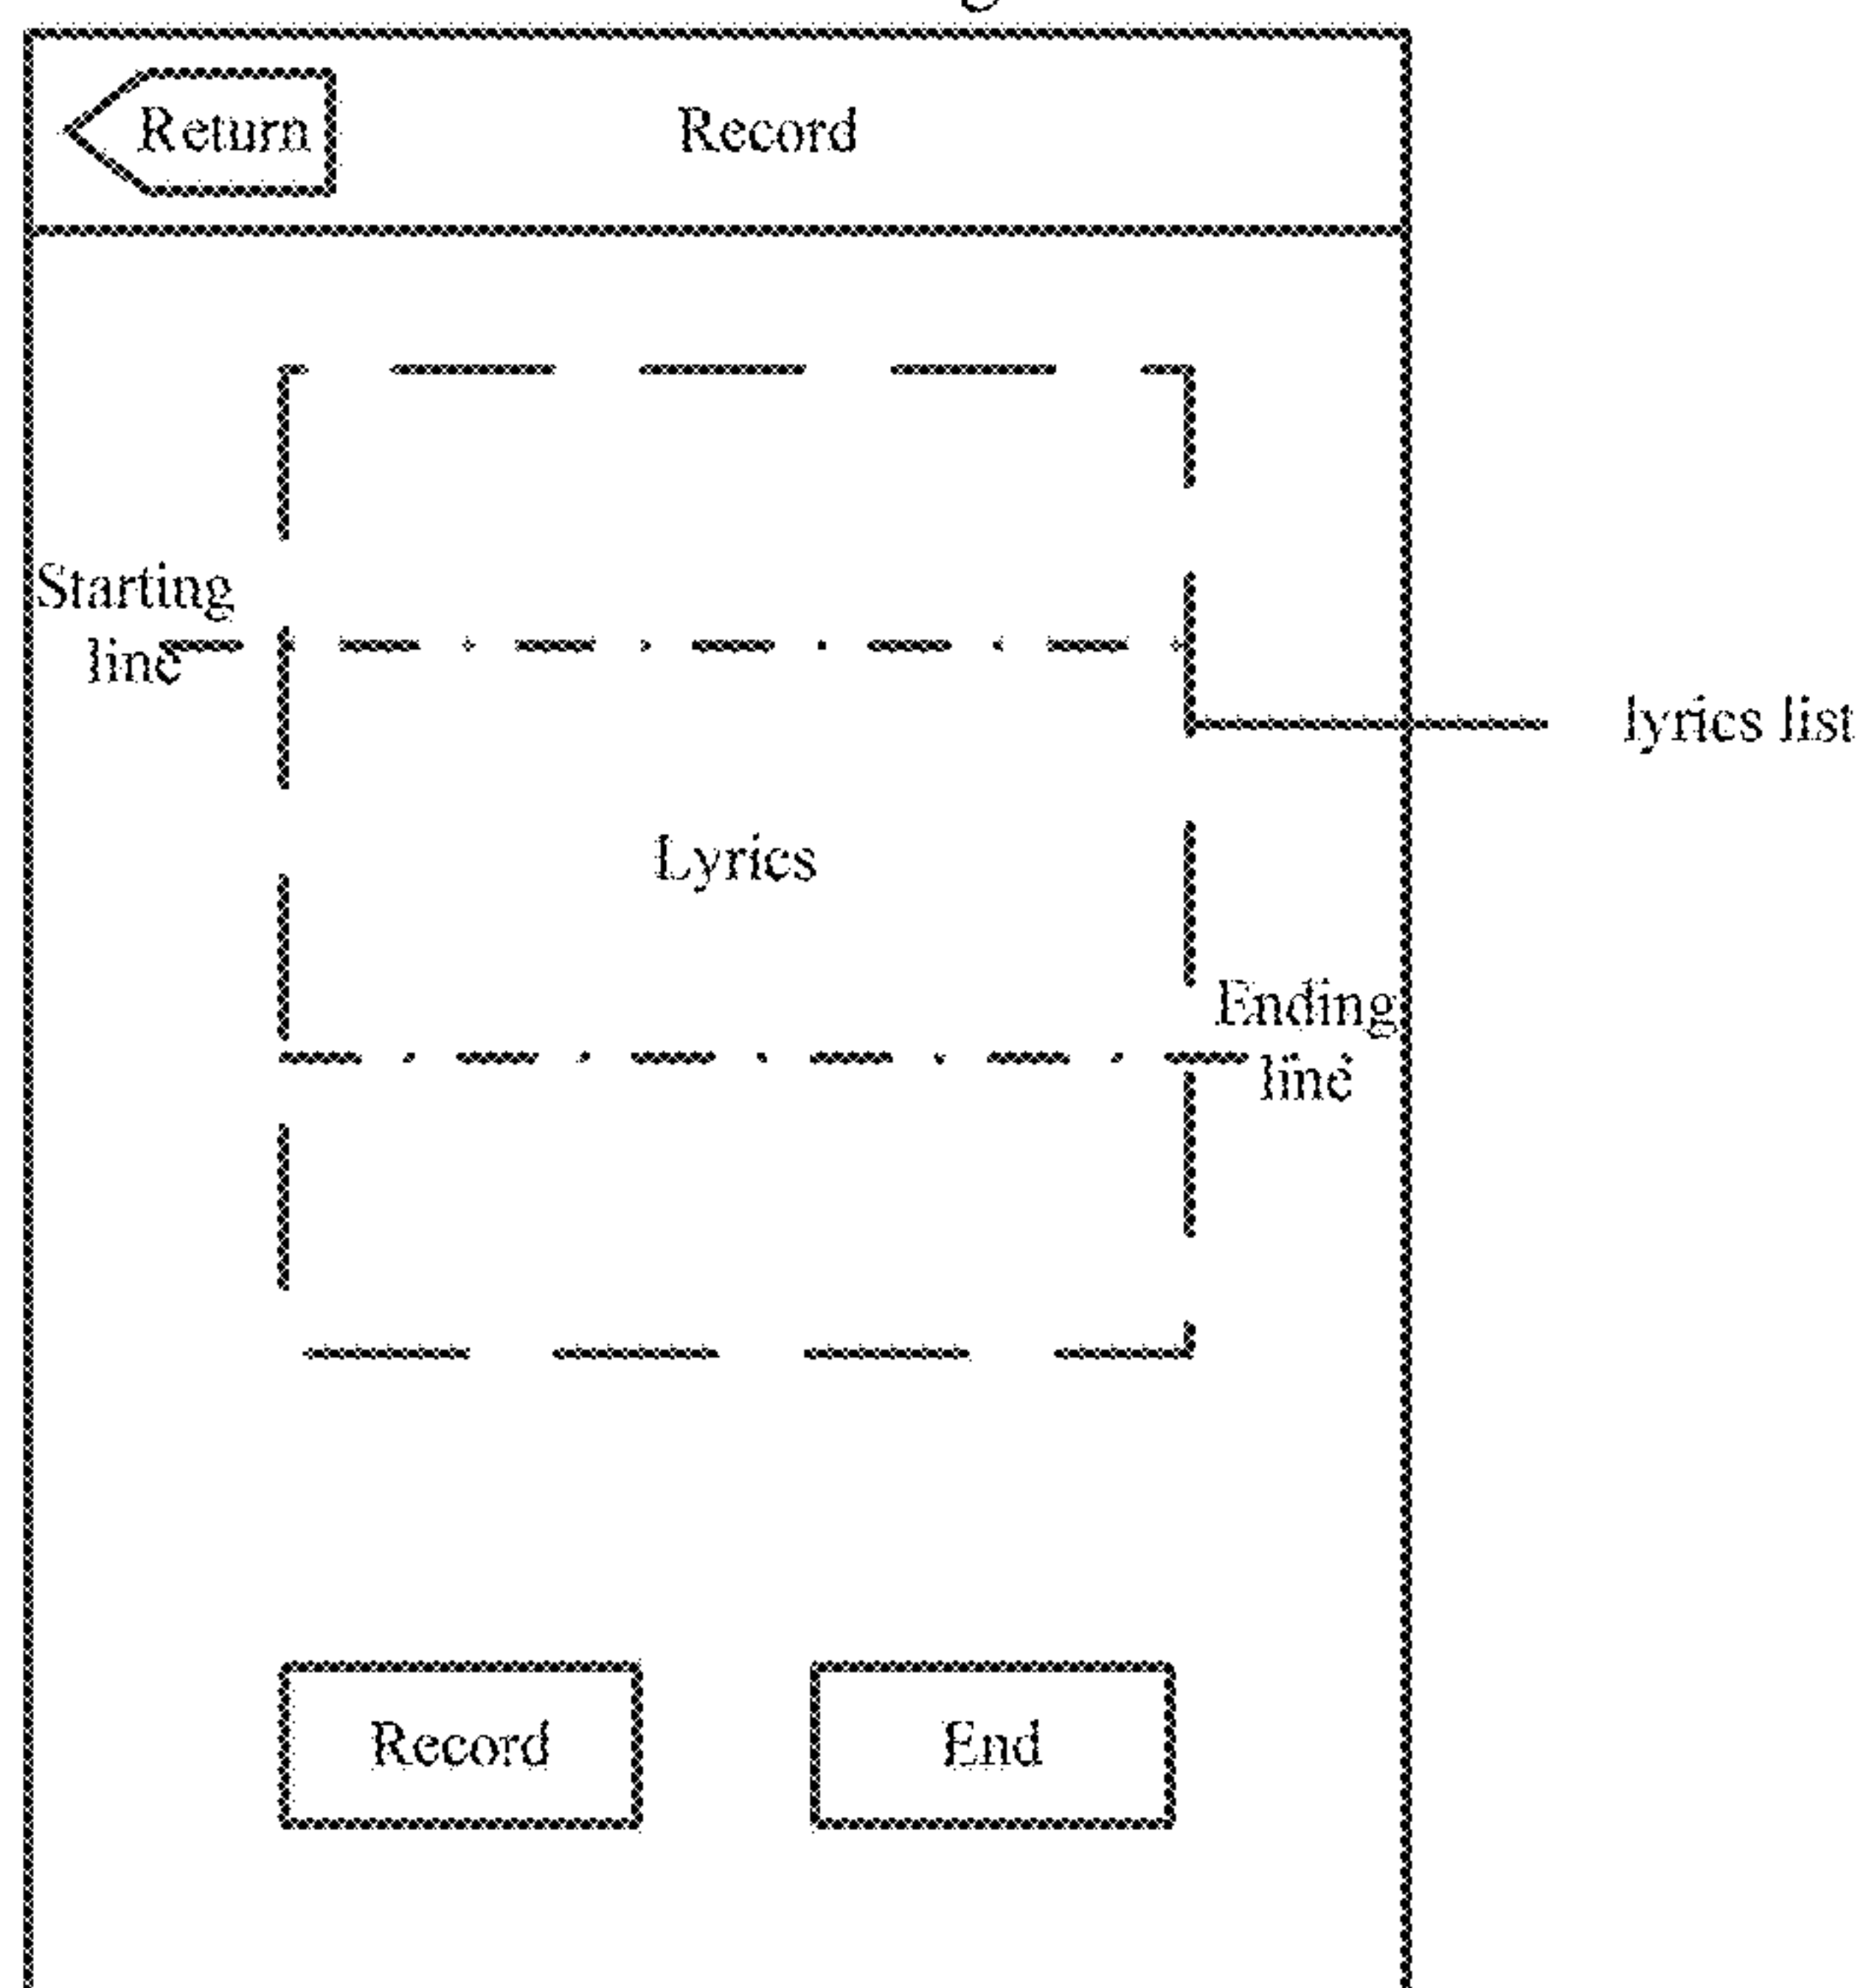 Return
Record
Starting
line
lyrics list
Lyrics
Ending
line
Record
End